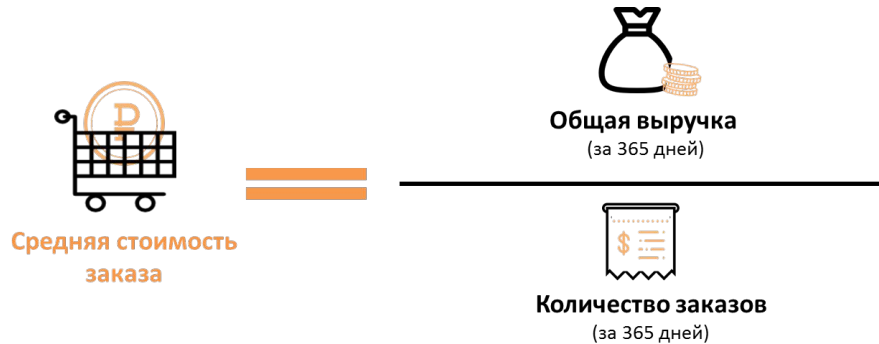 Общая выручка
(за 365 дней)
Средняя стоимость
заказа
$
Количество заказов
(за 365 дней)